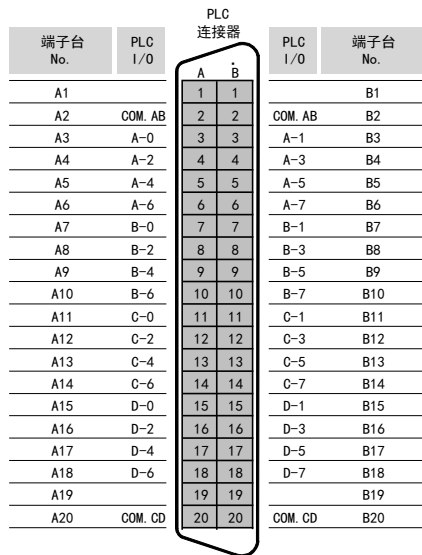 PLC
连接器
端子台 PLC PLC 端子台
No. I/O A B I/O No.
A1 1 1 B1
A2 COM. AB 2 2 COM. AB B2
A3 A-0 3 3 A-1 B3
A4 A-2 4 4 A-3 B4
A5 A-4 5 5 A-5 B5
A6 A-6 6 6 A-7 B6
A7 B-0 7 7 B-1 B7
A8 B-2 8 8 B-3 B8
A9 B-4 9 9 B-5 B9
A10 B-6 10 10 B-7 B10
A11 C-0 11 11 C-1 B11
A12 C-2 12 12 C-3 B12
A13 C-4 13 13 C-5 B13
A14 C-6 14 14 C-7 B14
A15 D-0 15 15 D-1 B15
A16 D-2 16 16 D-3 B16
A17 D-4 17 17 D-5 B17
A18 D-6 18 18 D-7 B18
A19 19 19 B19
A20 COM. CD 20 20 COM. CD B20